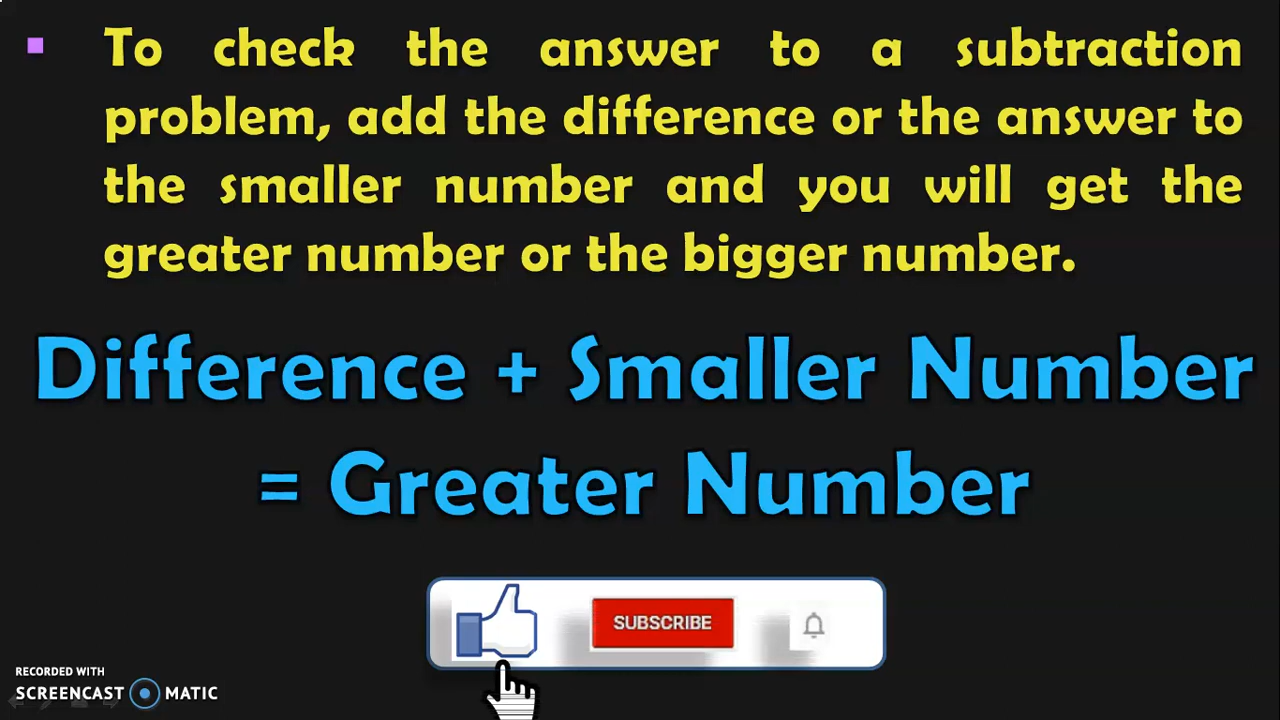 To check the answer to a subtraction
problem, add the difference or the answer to
the smaller number and you will get the
greater number or the bigger number.
Difference + Smaller Number
= Greater Number
SUBSCRIBE
RECORDED WITH
SCREENCAST MATIC